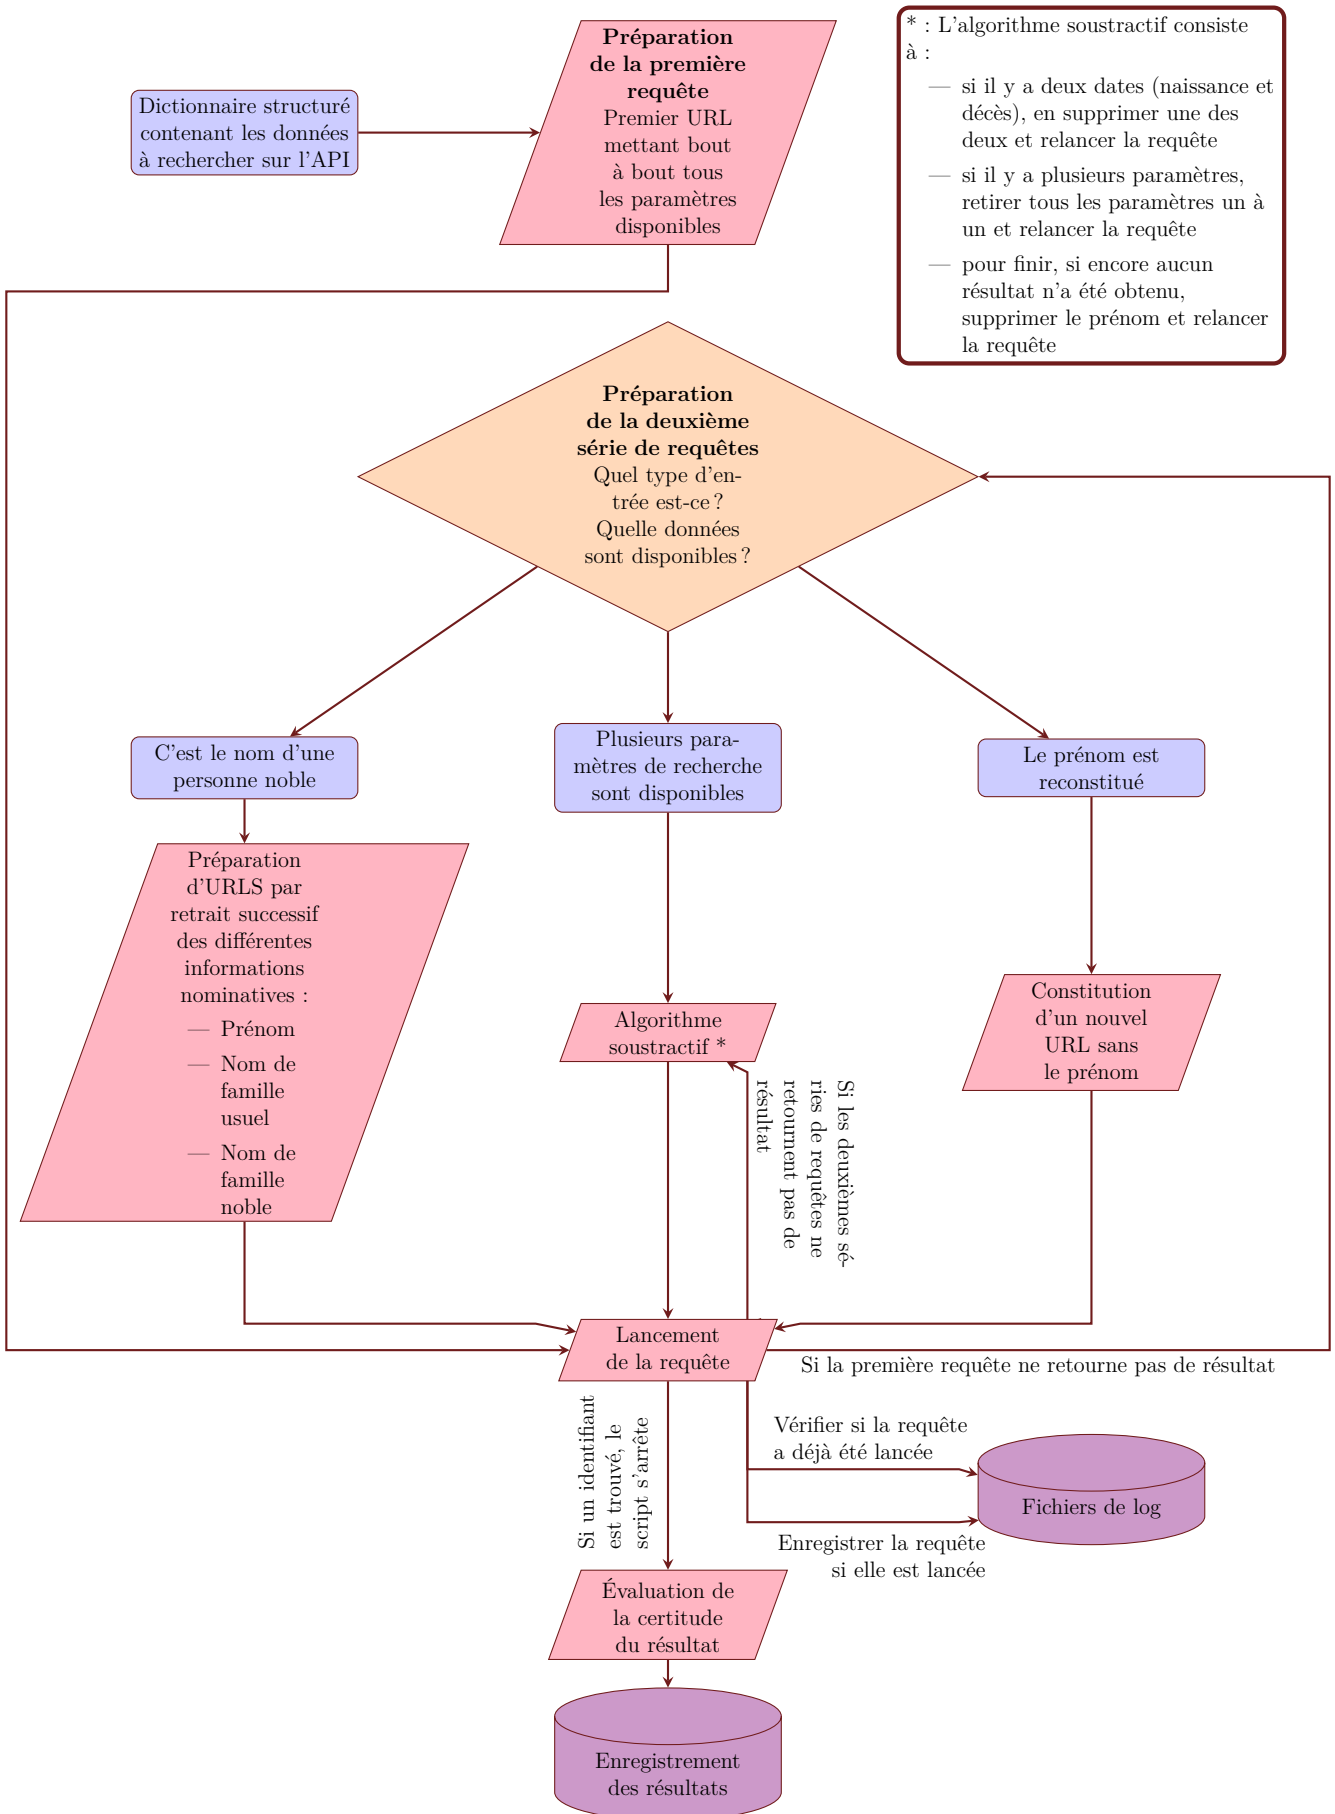 Dictionnaire structuré
contenant les données
à rechercher sur l'API
Préparation
de la première
requête
Premier URL
mettant bout
à bout tous
les paramètres
disponibles
* : L'algorithme soustractif consiste
à :
— si il y a deux dates (naissance et
décès), en supprimer une des
deux et relancer la requête
— si il y a plusieurs paramètres,
retirer tous les paramètres un à
un et relancer la requête
— pour finir, si encore aucun
résultat n'a été obtenu,
supprimer le prénom et relancer
la requête
Préparation
de la deuxième
série de requêtes
Quel type d'en-
trée est-ce ?
Quelle données
sont disponibles ?
C'est le nom d'une
personne noble
Plusieurs para-
mètres de recherche
sont disponibles
Le prénom est
reconstitué
Préparation
d'URLS par
retrait successif
des différentes
informations
nominatives :
— Prénom
— Nom de
famille
usuel
— Nom de
famille
noble
Algorithme
soustractif *
Constitution
d'un nouvel
URL sans
le prénom
Si les deuxièmes sé-
ries de requêtes ne
retournent pas de
résultat
Lancement
de la requête
Si la première requête ne retourne pas de résultat
Si un identifiant
est trouvé, le
script s'arrête
Vérifier si la requête
a déjà été lancée
Fichiers de log
Enregistrer la requête
si elle est lancée
Évaluation de
la certitude
du résultat
Enregistrement
des résultats